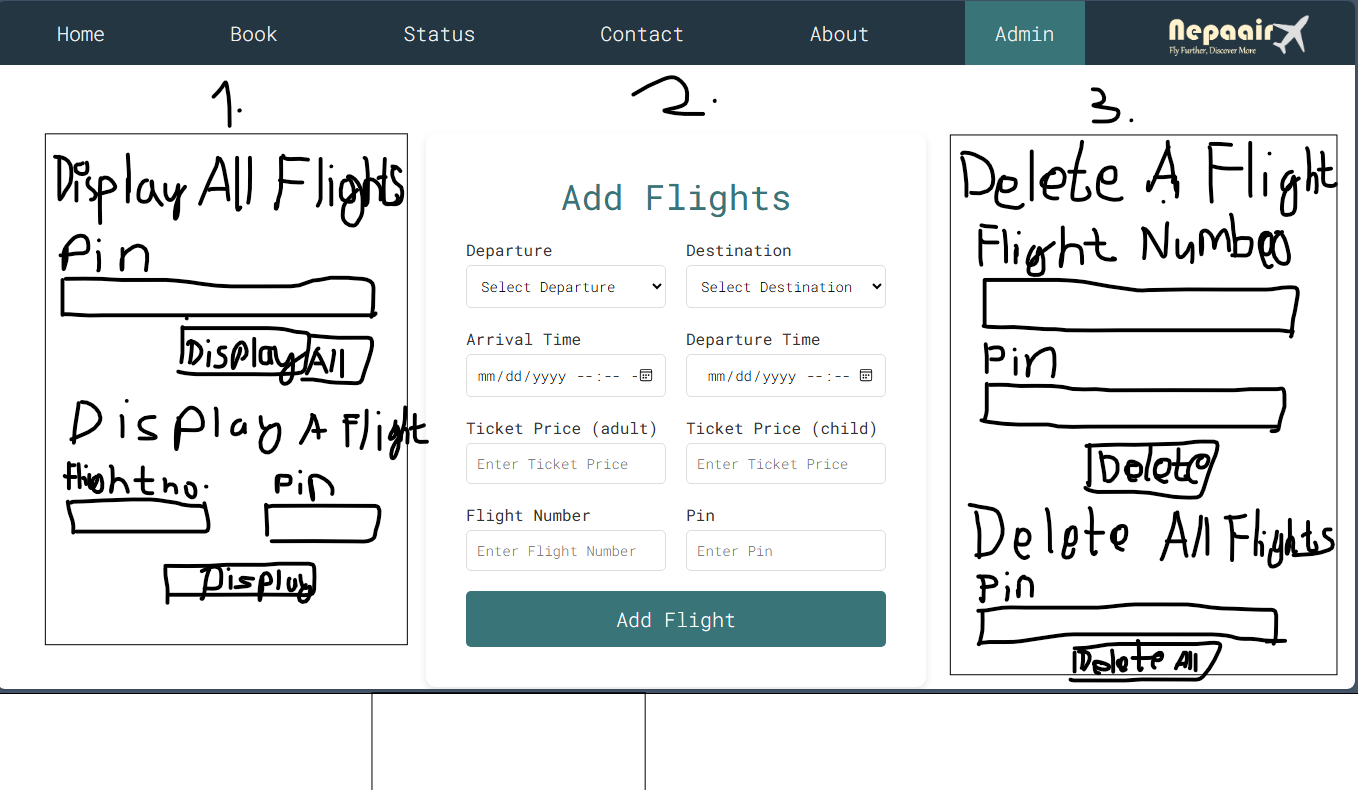 Home Book Status Contact About Admin Nepaair
Fly Further, Discover More
1.
Display All Flights
Pin
Display All
Display A Flight
Flight no. Pin
Display
2.
Add Flights
Departure Destination
Select Departure Select Destination
Arrival Time Departure Time
mm/dd/yyyy --:-- - mm/dd/yyyy --:--
Ticket Price (adult) Ticket Price (child)
Enter Ticket Price Enter Ticket Price
Flight Number Pin
Enter Flight Number Enter Pin
Add Flight
3.
Delete A Flight
Flight Number
Pin
Delete
Delete All Flights
Pin
Delete All